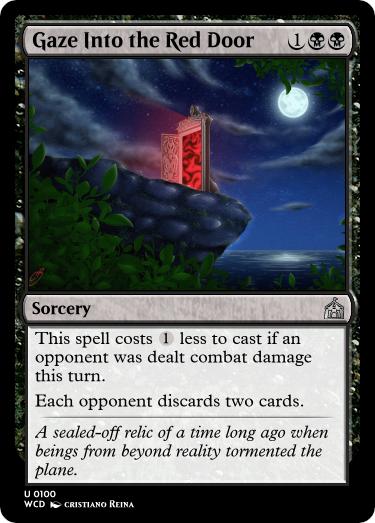 Gaze Into the Red Door 1
Sorcery
This spell costs 1 less to cast if an
opponent was dealt combat damage
this turn.
Each opponent discards two cards.
A sealed-off relic of a time long ago when
beings from beyond reality tormented the
plane.
U 0100
WCD CRISTIANO REINA